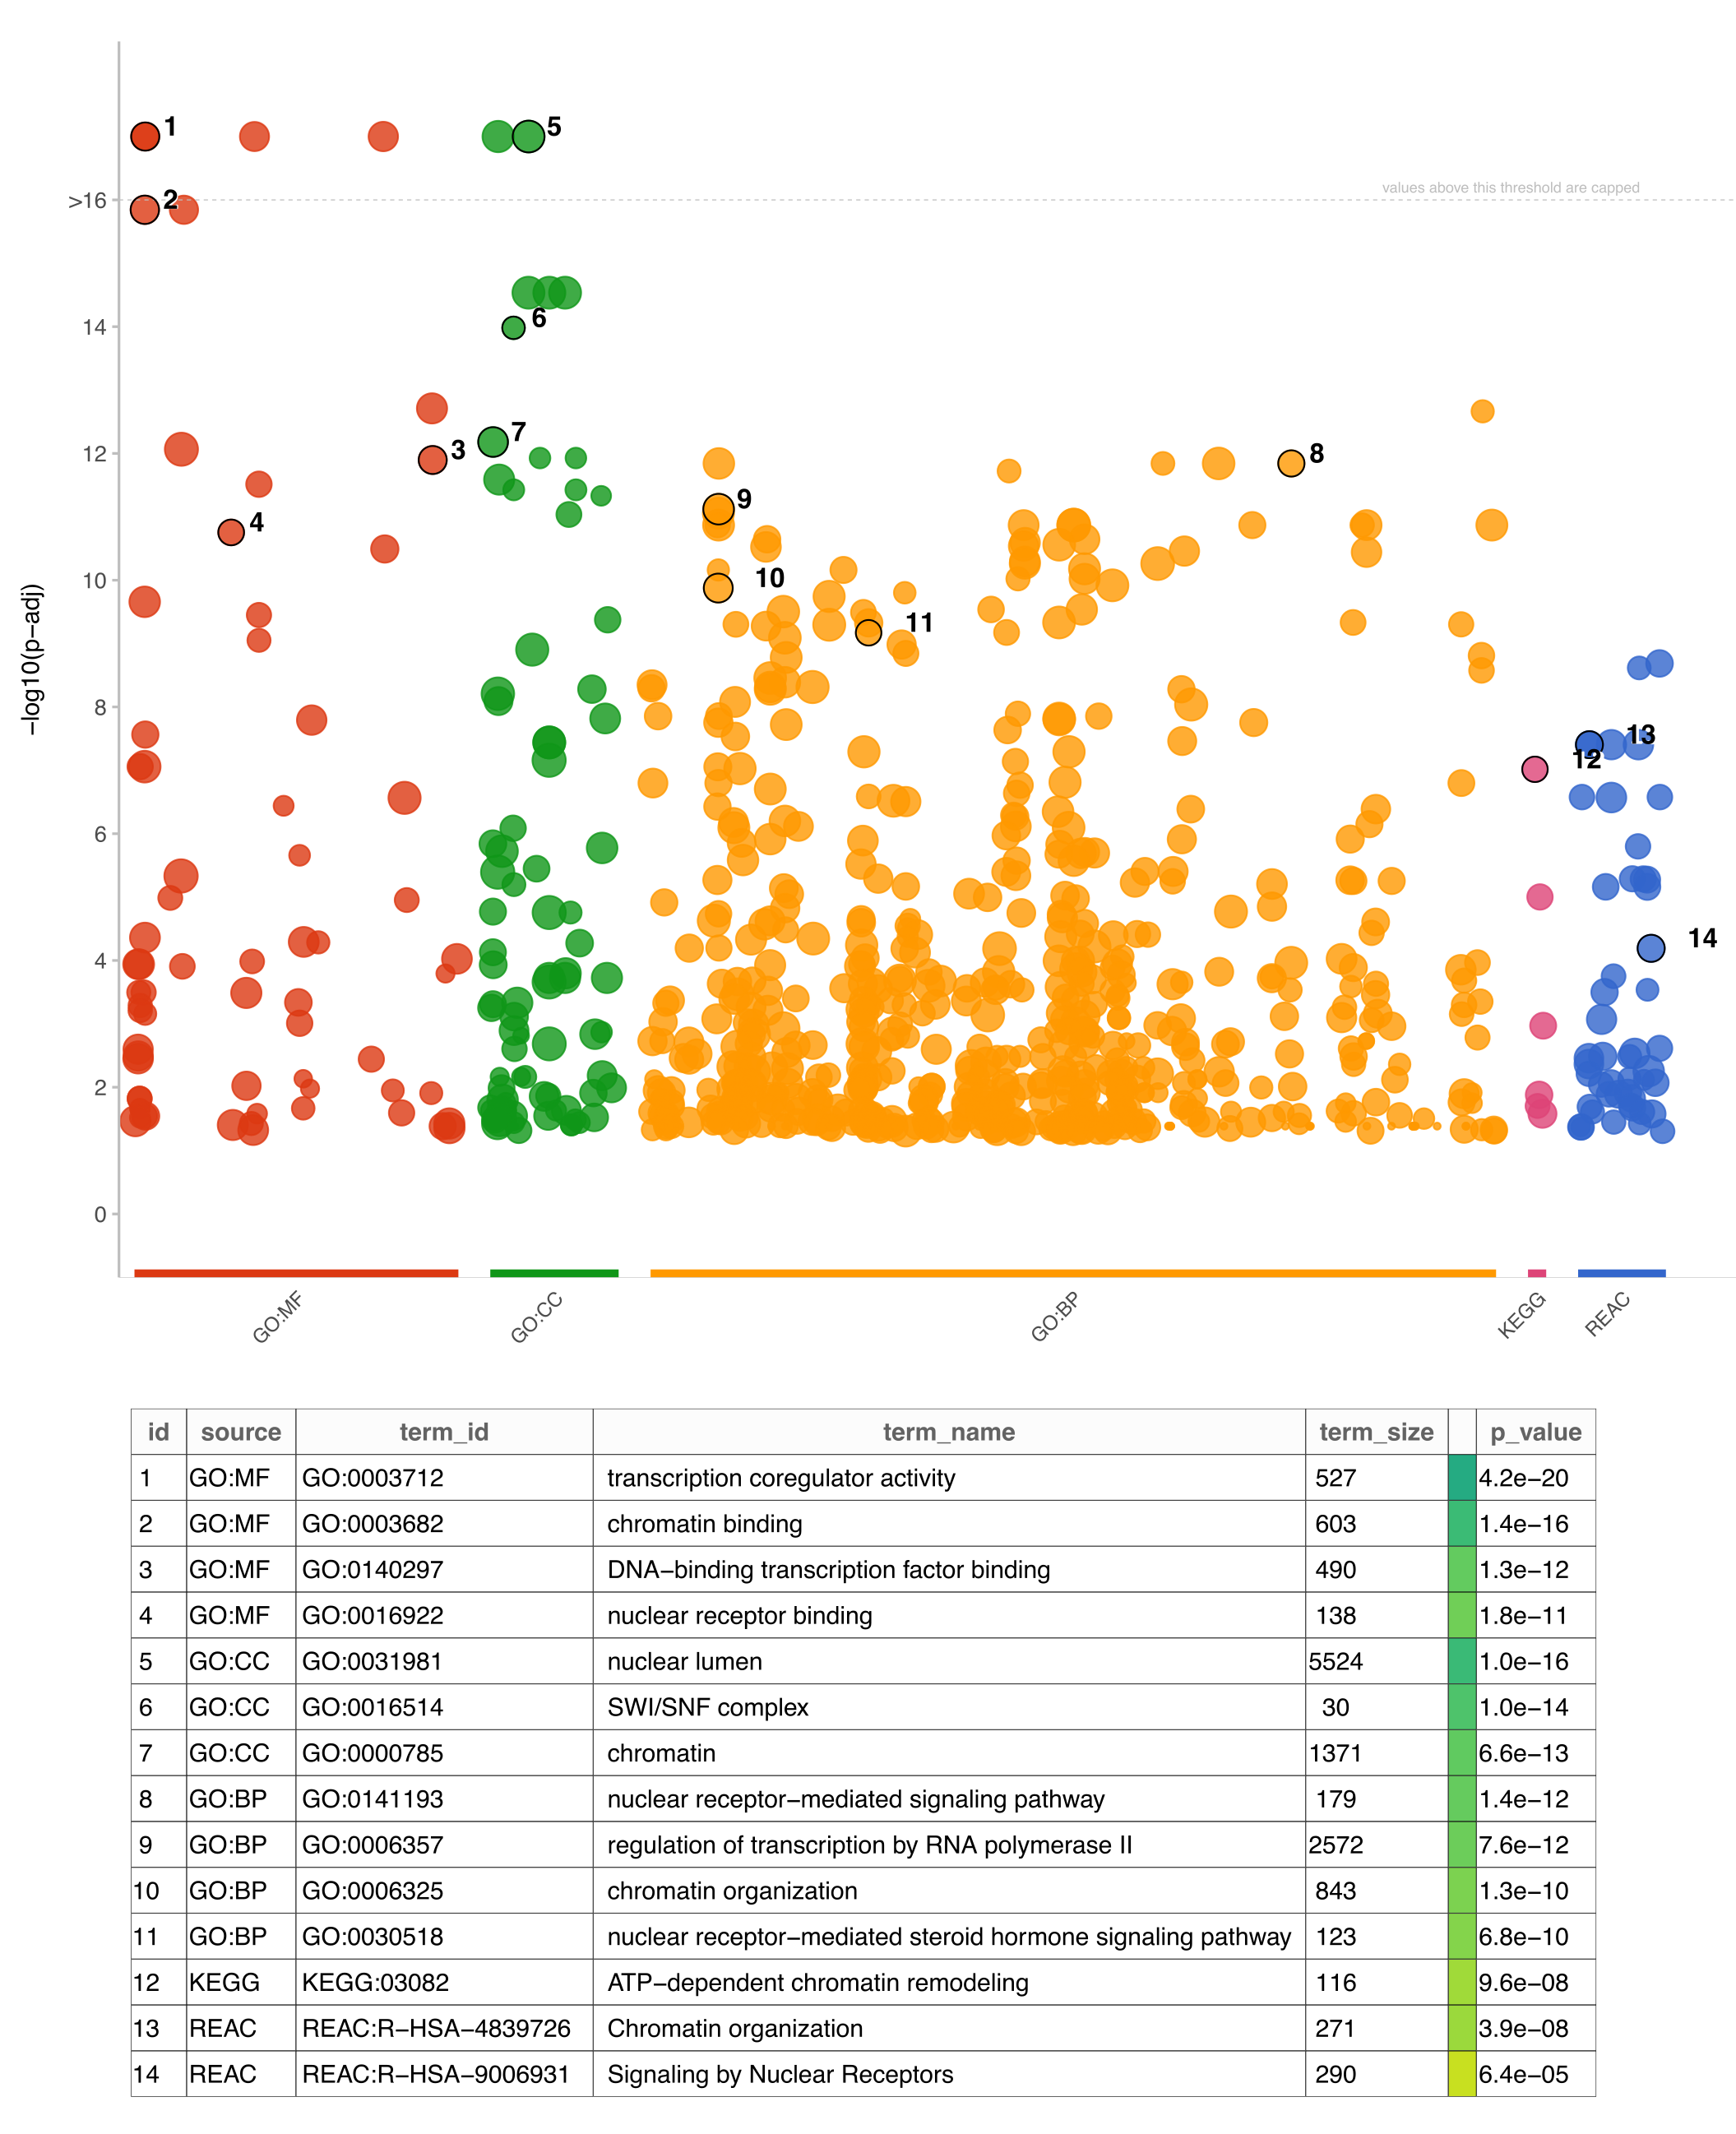 1
5
values above this threshold are capped
>16
2
14
6
7
12
3
8
9
4
10
10
11
−log10(p−adj)
8
13
12
6
4
14
2
0
GO:MF
GO:CC
GO:BP
KEGG
REAC
id source term_id term_name term_size p_value
1 GO:MF GO:0003712 transcription coregulator activity 527 4.2e−20
2 GO:MF GO:0003682 chromatin binding 603 1.4e−16
3 GO:MF GO:0140297 DNA−binding transcription factor binding 490 1.3e−12
4 GO:MF GO:0016922 nuclear receptor binding 138 1.8e−11
5 GO:CC GO:0031981 nuclear lumen 5524 1.0e−16
6 GO:CC GO:0016514 SWI/SNF complex 30 1.0e−14
7 GO:CC GO:0000785 chromatin 1371 6.6e−13
8 GO:BP GO:0141193 nuclear receptor−mediated signaling pathway 179 1.4e−12
9 GO:BP GO:0006357 regulation of transcription by RNA polymerase II 2572 7.6e−12
10 GO:BP GO:0006325 chromatin organization 843 1.3e−10
11 GO:BP GO:0030518 nuclear receptor−mediated steroid hormone signaling pathway 123 6.8e−10
12 KEGG KEGG:03082 ATP−dependent chromatin remodeling 116 9.6e−08
13 REAC REAC:R−HSA−4839726 Chromatin organization 271 3.9e−08
14 REAC REAC:R−HSA−9006931 Signaling by Nuclear Receptors 290 6.4e−05